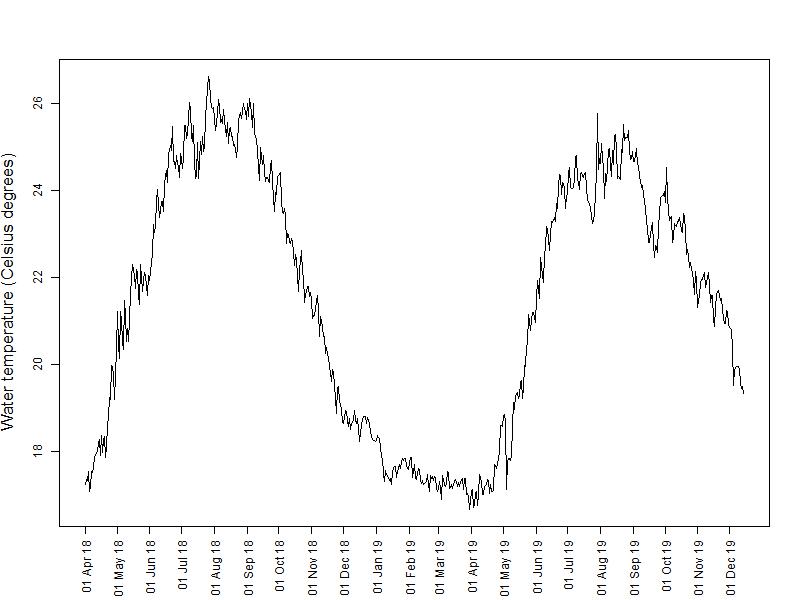 Water temperature (Celsius degrees)
26
24
22
20
18
01 Apr 18
01 May 18
01 Jun 18
01 Jul 18
01 Aug 18
01 Sep 18
01 Oct 18
01 Nov 18
01 Dec 18
01 Jan 19
01 Feb 19
01 Mar 19
01 Apr 19
01 May 19
01 Jun 19
01 Jul 19
01 Aug 19
01 Sep 19
01 Oct 19
01 Nov 19
01 Dec 19